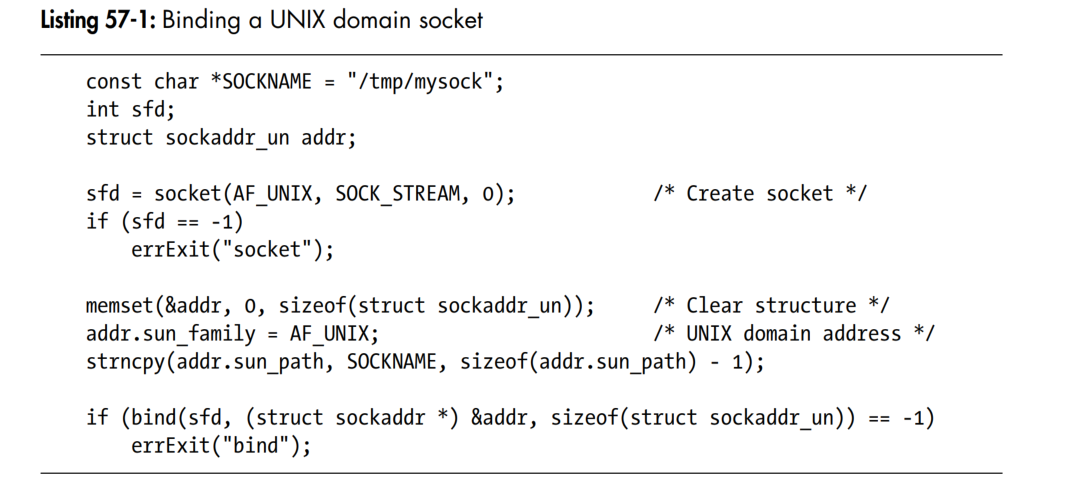 Listing 57-1: Binding a UNIX domain socket
const char *SOCKNAME = "/tmp/mysock";
int sfd;
struct sockaddr_un addr;
sfd = socket(AF_UNIX, SOCK_STREAM, 0); /* Create socket */
if (sfd == -1)
errExit("socket");
memset(&addr, 0, sizeof(struct sockaddr_un)); /* Clear structure */
addr.sun_family = AF_UNIX; /* UNIX domain address */
strncpy(addr.sun_path, SOCKNAME, sizeof(addr.sun_path) - 1);
if (bind(sfd, (struct sockaddr *) &addr, sizeof(struct sockaddr_un)) == -1)
errExit("bind");